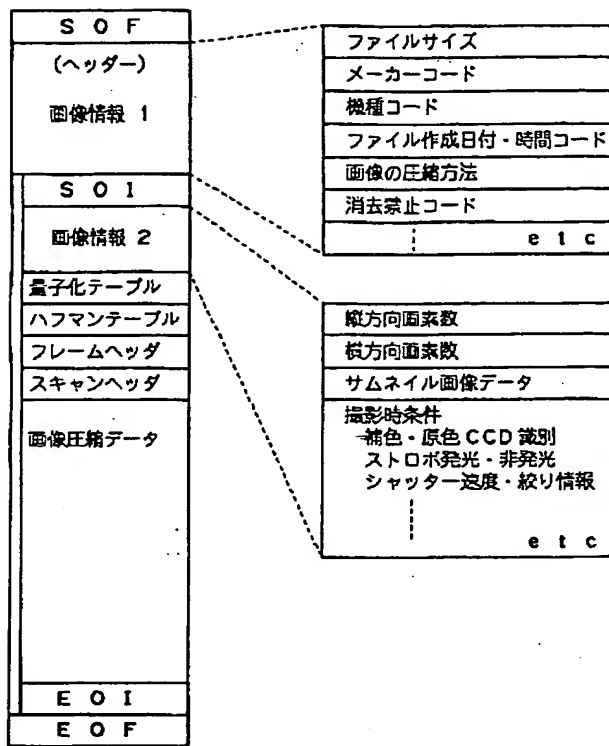 SOF
(ヘッダー)
画像情報 1
SOI
画像情報 2
量子化テーブル
ハフマンテーブル
フレームヘッダ
スキャンヘッダ
画像圧縮データ
EOI
EOF
ファイルサイズ
メーカーコード
機種コード
ファイル作成日付・時間コード
画像の圧縮方法
消去禁止コード
etc
縦方向画素数
横方向画素数
サムネイル画像データ
撮影時条件
補色・原色 CCD 識別
ストロボ発光・非発光
シャッター速度・絞り情報
etc